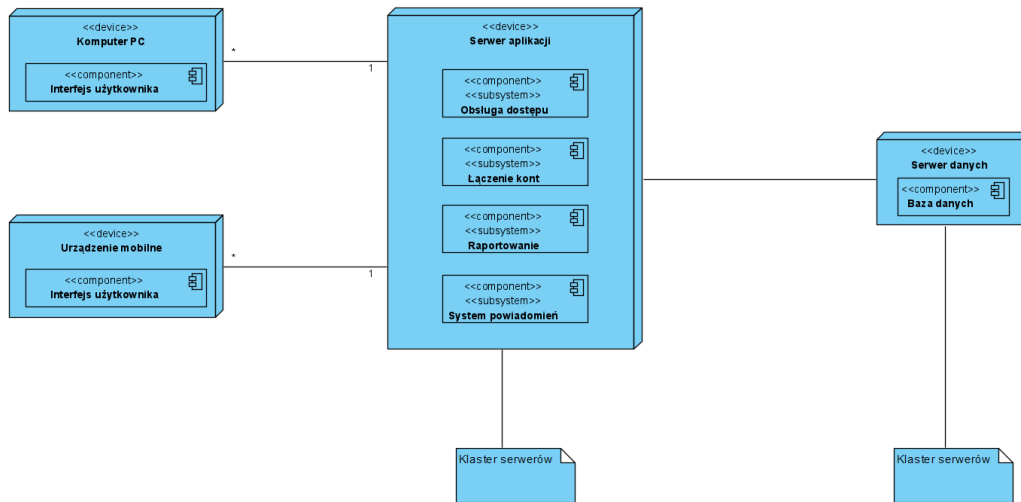 <<device>>
Komputer PC
<<component>>
Interfejs użytkownika
*
1
<<device>>
Urządzenie mobilne
<<component>>
Interfejs użytkownika
*
1
<<device>>
Serwer aplikacji
<<component>>
<<subsystem>>
Obsługa dostępu
<<component>>
<<subsystem>>
Łączenie kont
<<component>>
<<subsystem>>
Raportowanie
<<component>>
<<subsystem>>
System powiadomień
<<device>>
Serwer danych
<<component>>
Baza danych
Klaster serwerów
Klaster serwerów